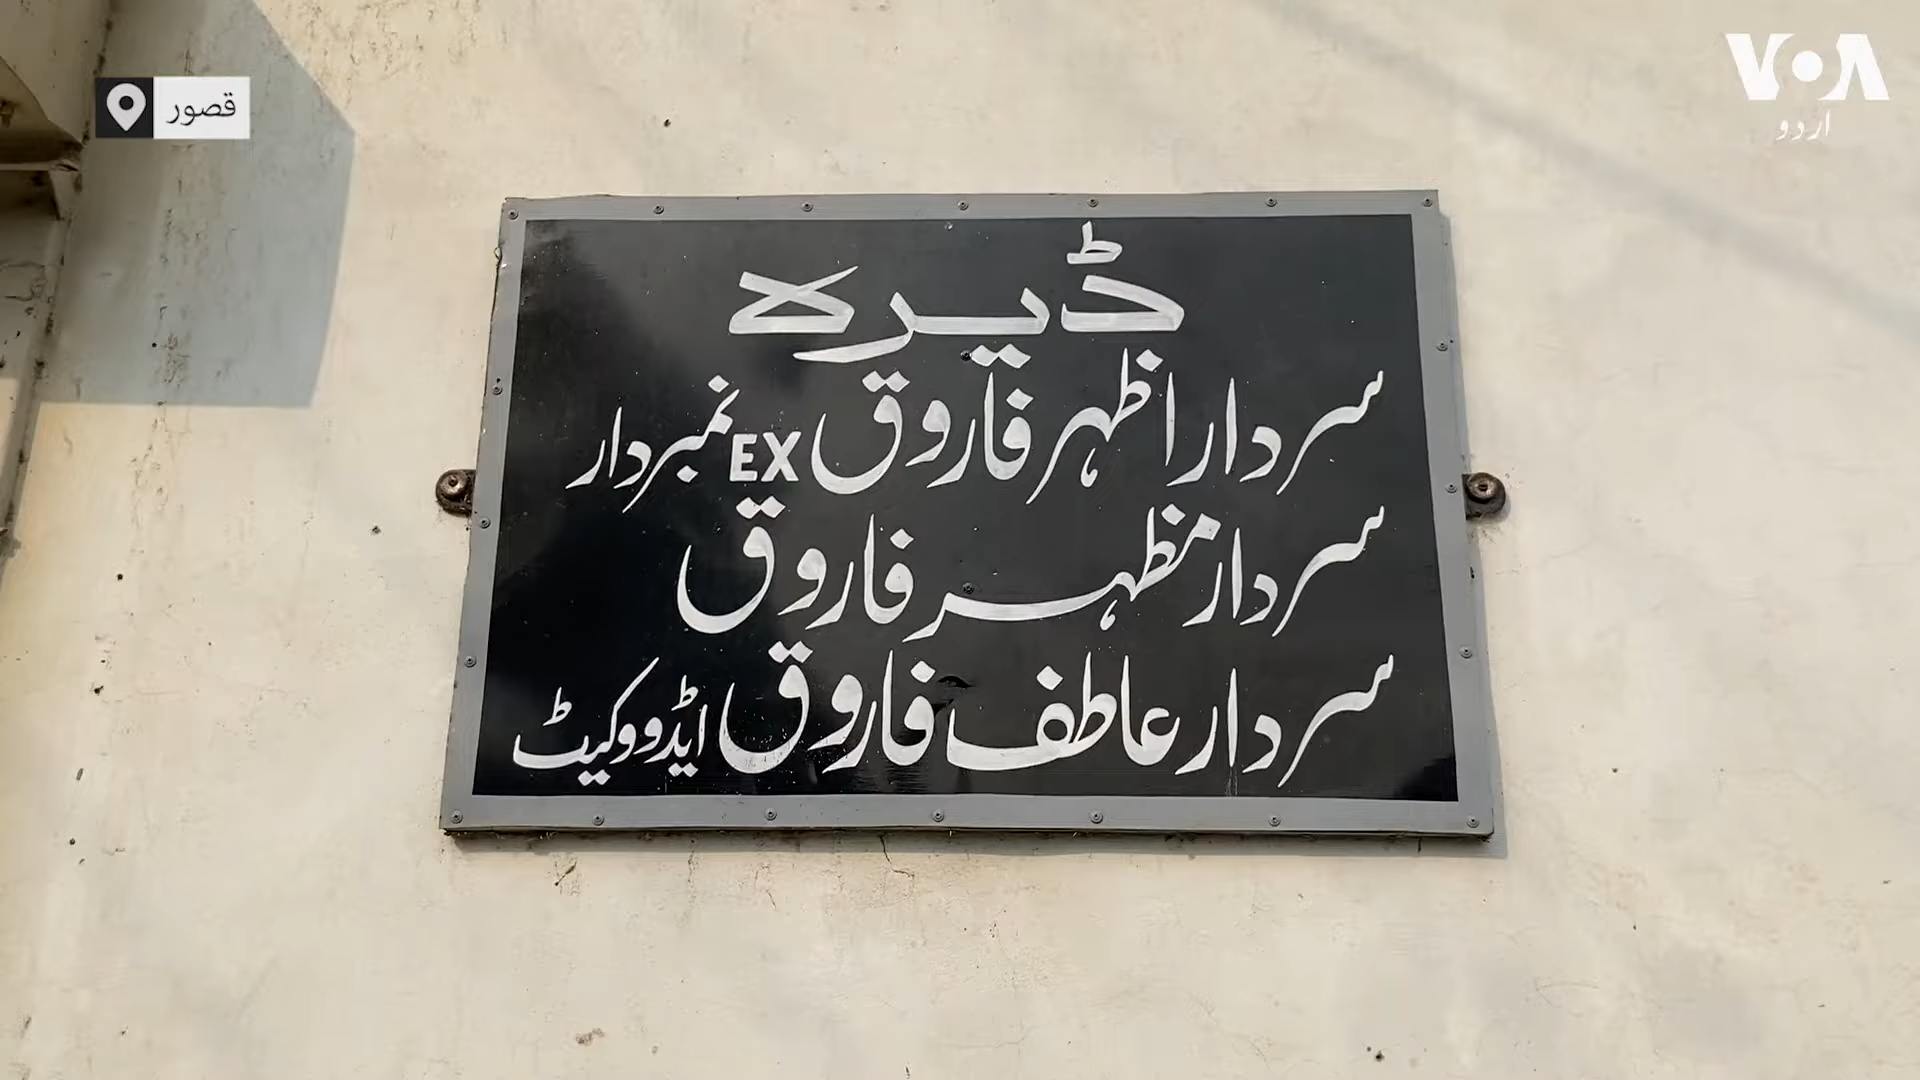 قصور
VOA
اردو
ڈیرہ
سردار اظہر فاروق EX نمبردار
سردار مظہر فاروق
سردار عاطف فاروق ایڈووکیٹ